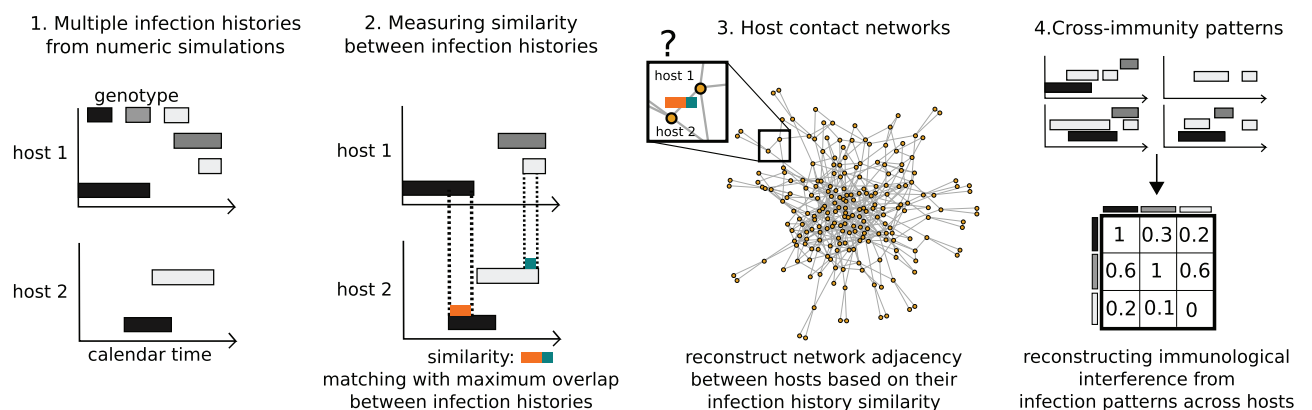 1. Multiple infection histories
from numeric simulations
genotype
host 1
host 2
calendar time
2. Measuring similarity
between infection histories
host 1
host 2
similarity:
matching with maximum overlap
between infection histories
3. Host contact networks
?
host 1
host 2
reconstruct network adjacency
between hosts based on their
infection history similarity
4.Cross-immunity patterns
1 0.3 0.2
0.6 1 0.6
0.2 0.1 0
reconstructing immunological
interference from
infection patterns across hosts